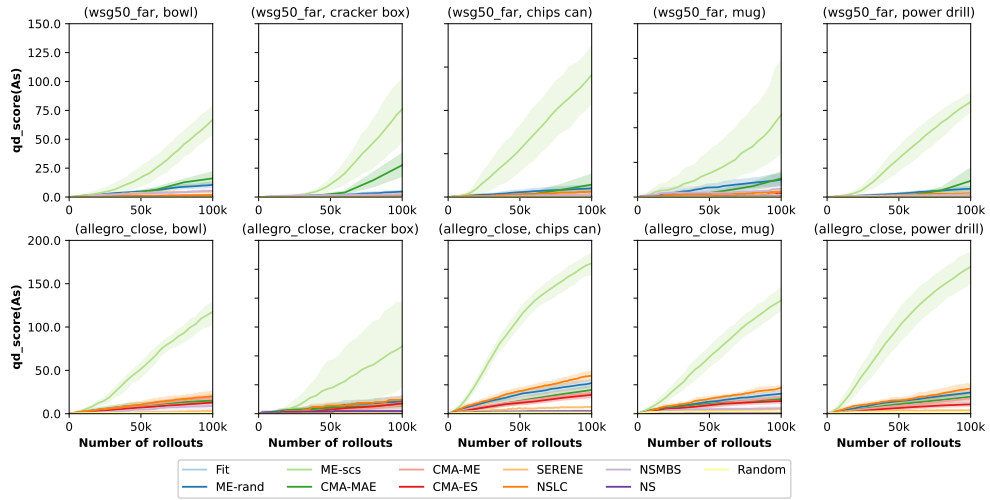 (wsg50_far, bowl) (wsg50_far, cracker box) (wsg50_far, chips can) (wsg50_far, mug) (wsg50_far, power drill)
150.0
125.0
100.0
75.0
50.0
25.0
0.0
qd_score(As)
0 50k 100k 0 50k 100k 0 50k 100k 0 50k 100k 0 50k 100k
(allegro_close, bowl) (allegro_close, cracker box) (allegro_close, chips can) (allegro_close, mug) (allegro_close, power drill)
200.0
150.0
100.0
50.0
0.0
qd_score(As)
0 50k 100k 0 50k 100k 0 50k 100k 0 50k 100k 0 50k 100k
Number of rollouts Number of rollouts Number of rollouts Number of rollouts Number of rollouts
Fit ME-scs CMA-ME SERENE NSMBS Random
ME-rand CMA-MAE CMA-ES NSLC NS